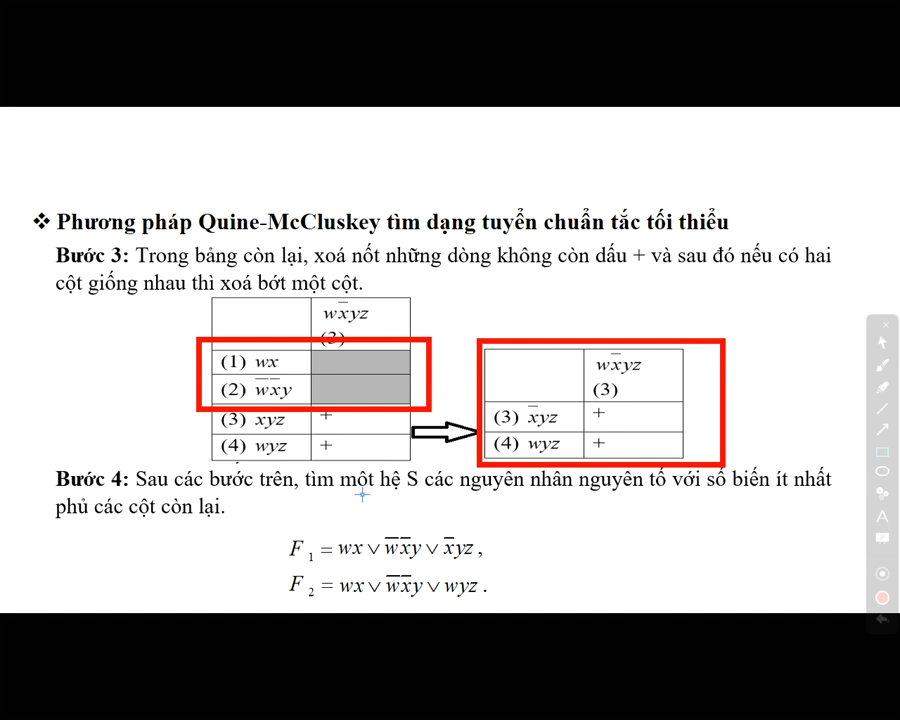 ❖ Phương pháp Quine-McCluskey tìm dạng tuyển chuẩn tắc tối thiểu
Bước 3: Trong bảng còn lại, xoá nốt những dòng không còn dấu + và sau đó nếu có hai
cột giống nhau thì xoá bớt một cột.
wx̅yz
(3)
(1) wx
(2) w̅x̅y
(3) xyz +
(4) wyz +
wx̅yz
(3)
(3) x̅yz +
(4) wyz +
Bước 4: Sau các bước trên, tìm một hệ S các nguyên nhân nguyên tố với số biến ít nhất
phủ các cột còn lại.
F₁ = wx ∨ w̅x̅y ∨ x̅yz ,
F₂ = wx ∨ w̅x̅y ∨ wyz .
A